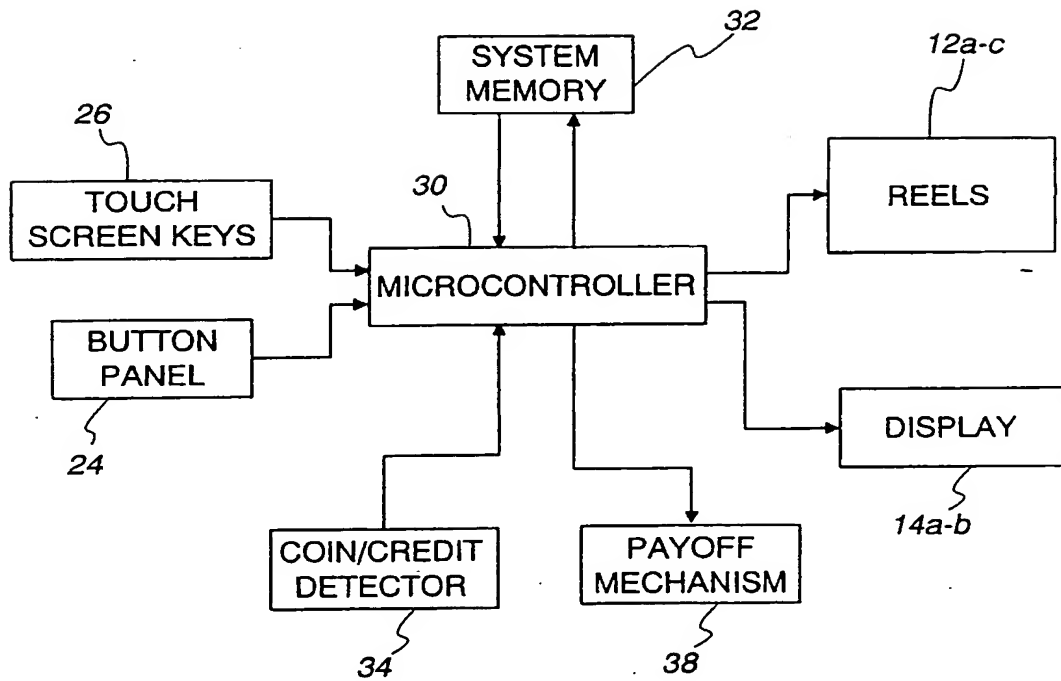 32
SYSTEM
MEMORY
12a-c
REELS
26
TOUCH
SCREEN KEYS
30
MICROCONTROLLER
BUTTON
PANEL
24
DISPLAY
14a-b
COIN/CREDIT
DETECTOR
34
PAYOFF
MECHANISM
38